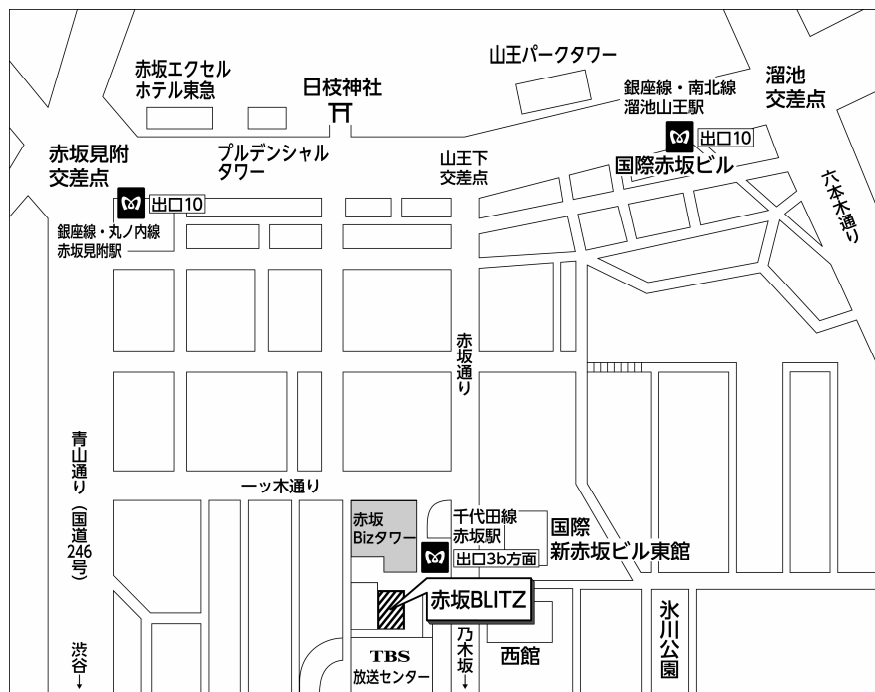 赤坂エクセル
ホテル東急
日枝神社
山王パークタワー
銀座線・南北線
溜池山王駅
溜池
交差点
出口10
国際赤坂ビル
赤坂見附
交差点
プルデンシャル
タワー
山王下
交差点
六本木通り
出口10
銀座線・丸ノ内線
赤坂見附駅
赤坂通り
青山通り（国道246号）
一ッ木通り
赤坂
Bizタワー
千代田線
赤坂駅
出口3b方面
国際
新赤坂ビル東館
赤坂BLITZ
氷川公園
渋谷→
TBS
放送センター
乃木坂→
西館